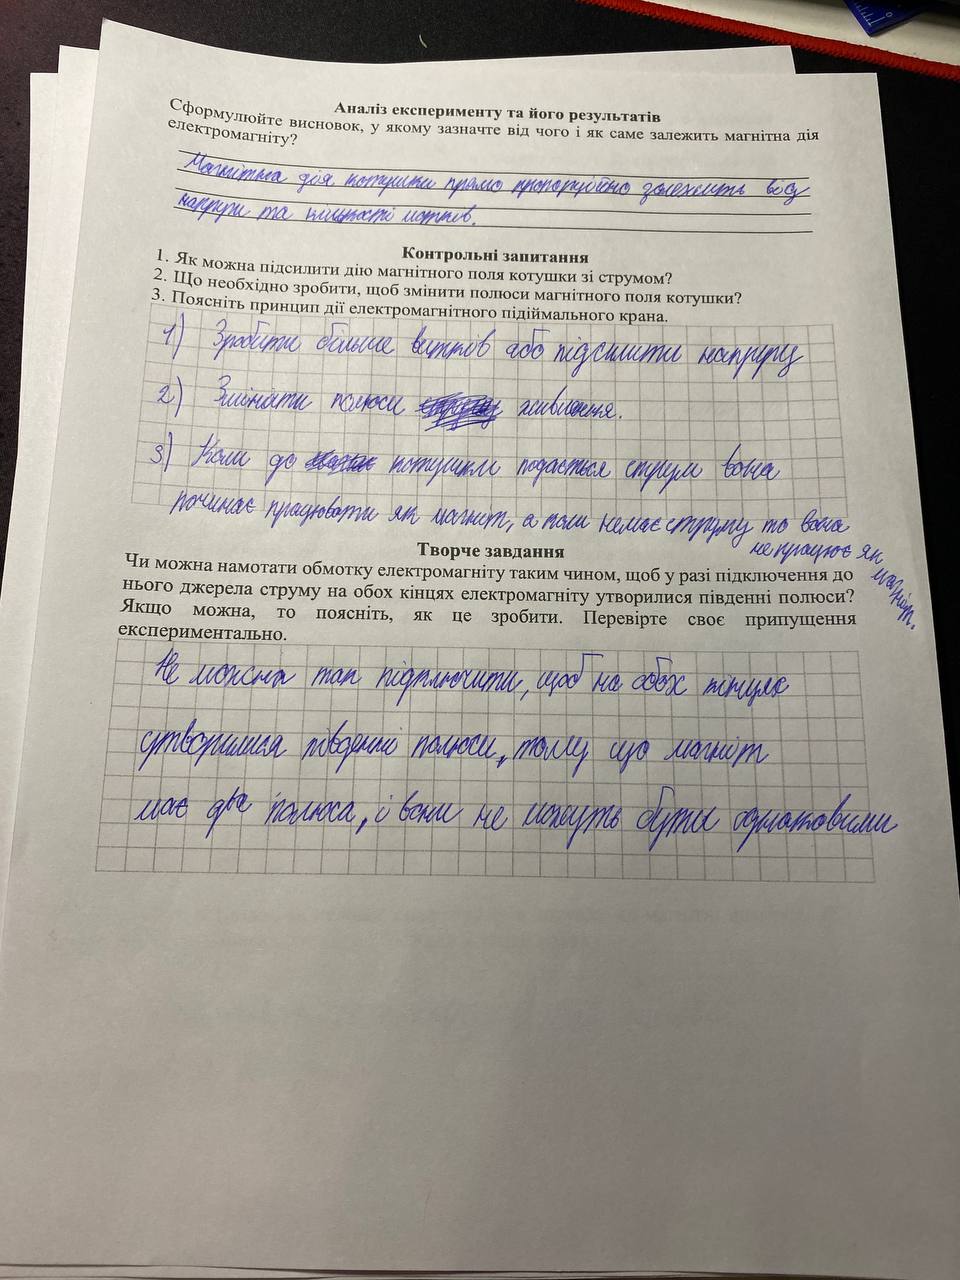 Аналіз експерименту та його результатів
Сформулюйте висновок, у якому зазначте від чого і як саме залежить магнітна дія
електромагніту?
Магнітна дія котушки прямо пропорційно залежить від
напруги та кількості витків.
Контрольні запитання
1. Як можна підсилити дію магнітного поля котушки зі струмом?
2. Що необхідно зробити, щоб змінити полюси магнітного поля котушки?
3. Поясніть принцип дії електромагнітного підіймального крана.
1) Зробити більше витків або підсилити напругу
2) Змінити полюси живлення.
3) Коли до котушки подається струм вона
починає працювати як магніт, а коли немає струму то вона
не працює як
магніт.
Творче завдання
Чи можна намотати обмотку електромагніту таким чином, щоб у разі підключення до
нього джерела струму на обох кінцях електромагніту утворилися південні полюси?
Якщо можна, то поясніть, як це зробити. Перевірте своє припущення
експериментально.
Не можна так підключити, щоб на обох кінцях
утворилися південні полюси, тому що магніт
має два полюса, і вони не можуть бути однаковими